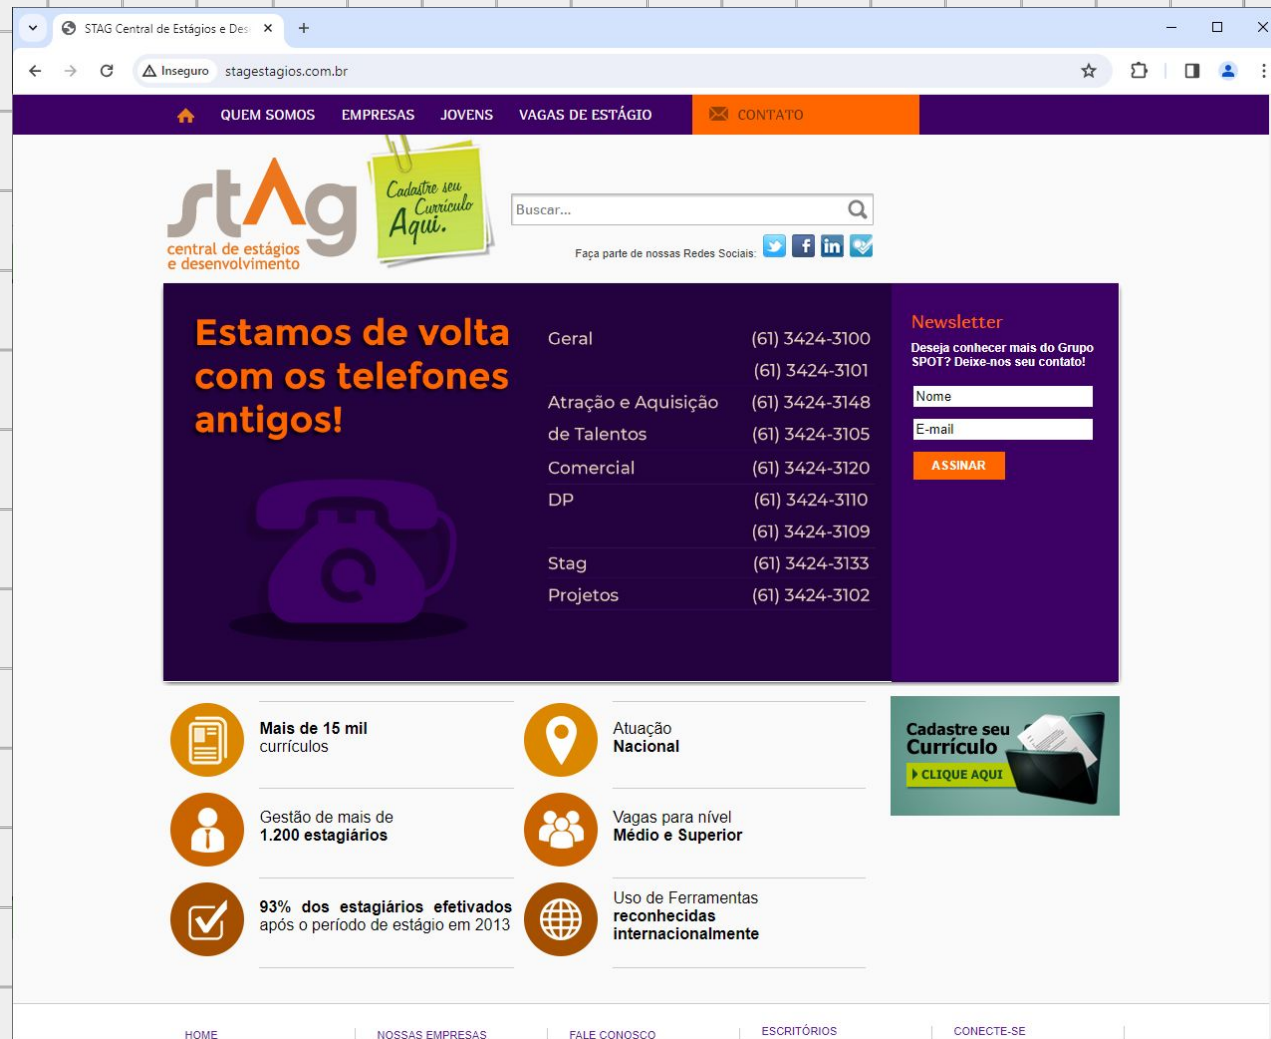 STAG Central de Estágios e Des
Inseguro stagestagios.com.br
QUEM SOMOS EMPRESAS JOVENS VAGAS DE ESTÁGIO CONTATO
stAg
central de estágios
e desenvolvimento
Cadastre seu
Currículo
Aqui.
Buscar...
Faça parte de nossas Redes Sociais:
Estamos de volta
com os telefones
antigos!
Geral (61) 3424-3100
(61) 3424-3101
Atração e Aquisição (61) 3424-3148
de Talentos (61) 3424-3105
Comercial (61) 3424-3120
DP (61) 3424-3110
(61) 3424-3109
Stag (61) 3424-3133
Projetos (61) 3424-3102
Newsletter
Deseja conhecer mais do Grupo
SPOT? Deixe-nos seu contato!
Nome
E-mail
ASSINAR
Mais de 15 mil
currículos
Atuação
Nacional
Cadastre seu
Currículo
CLIQUE AQUI
Gestão de mais de
1.200 estagiários
Vagas para nível
Médio e Superior
93% dos estagiários efetivados
após o período de estágio em 2013
Uso de Ferramentas
reconhecidas
internacionalmente
HOME NOSSAS EMPRESAS FALE CONOSCO ESCRITÓRIOS CONECTE-SE